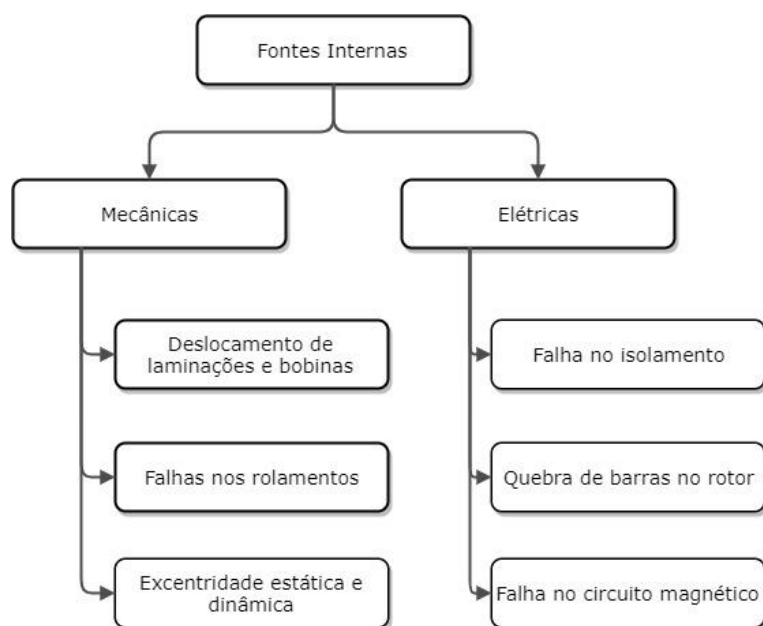 Fontes Internas
Mecânicas
Elétricas
Deslocamento de
laminações e bobinas
Falha no isolamento
Falhas nos rolamentos
Quebra de barras no rotor
Excentridade estática e
dinâmica
Falha no circuito magnético